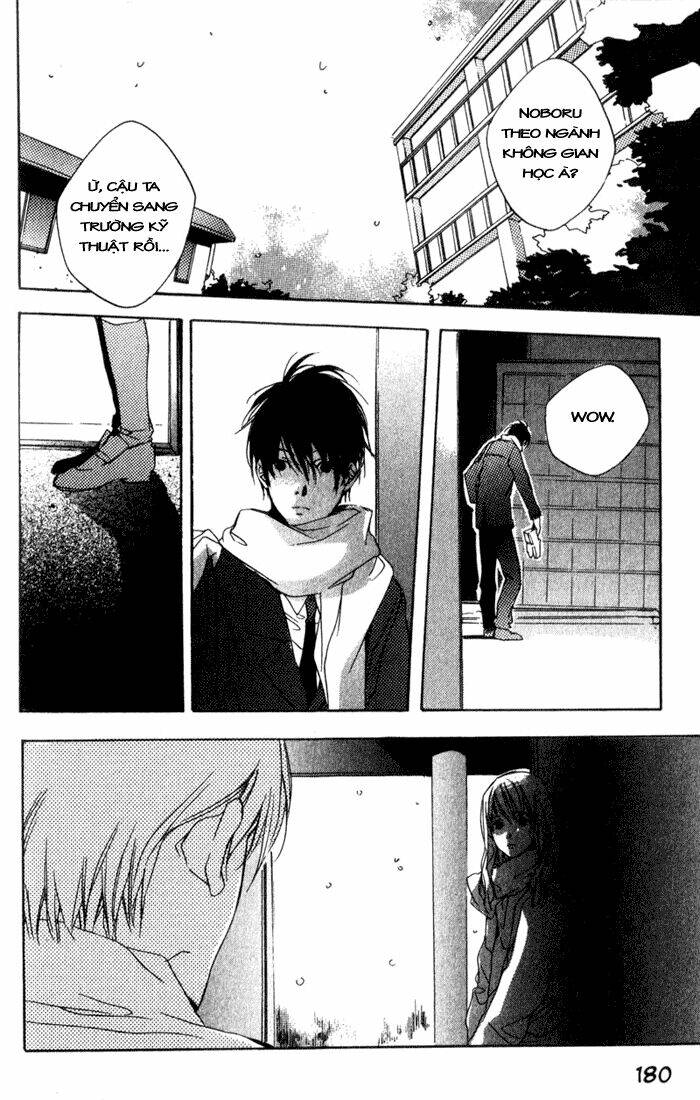 NOBORU
THEO NGÀNH
KHÔNG GIAN
HỌC À?
Ừ, CẬU TA
CHUYỂN SANG
TRƯỜNG KỸ
THUẬT RỒI...
WOW.
180